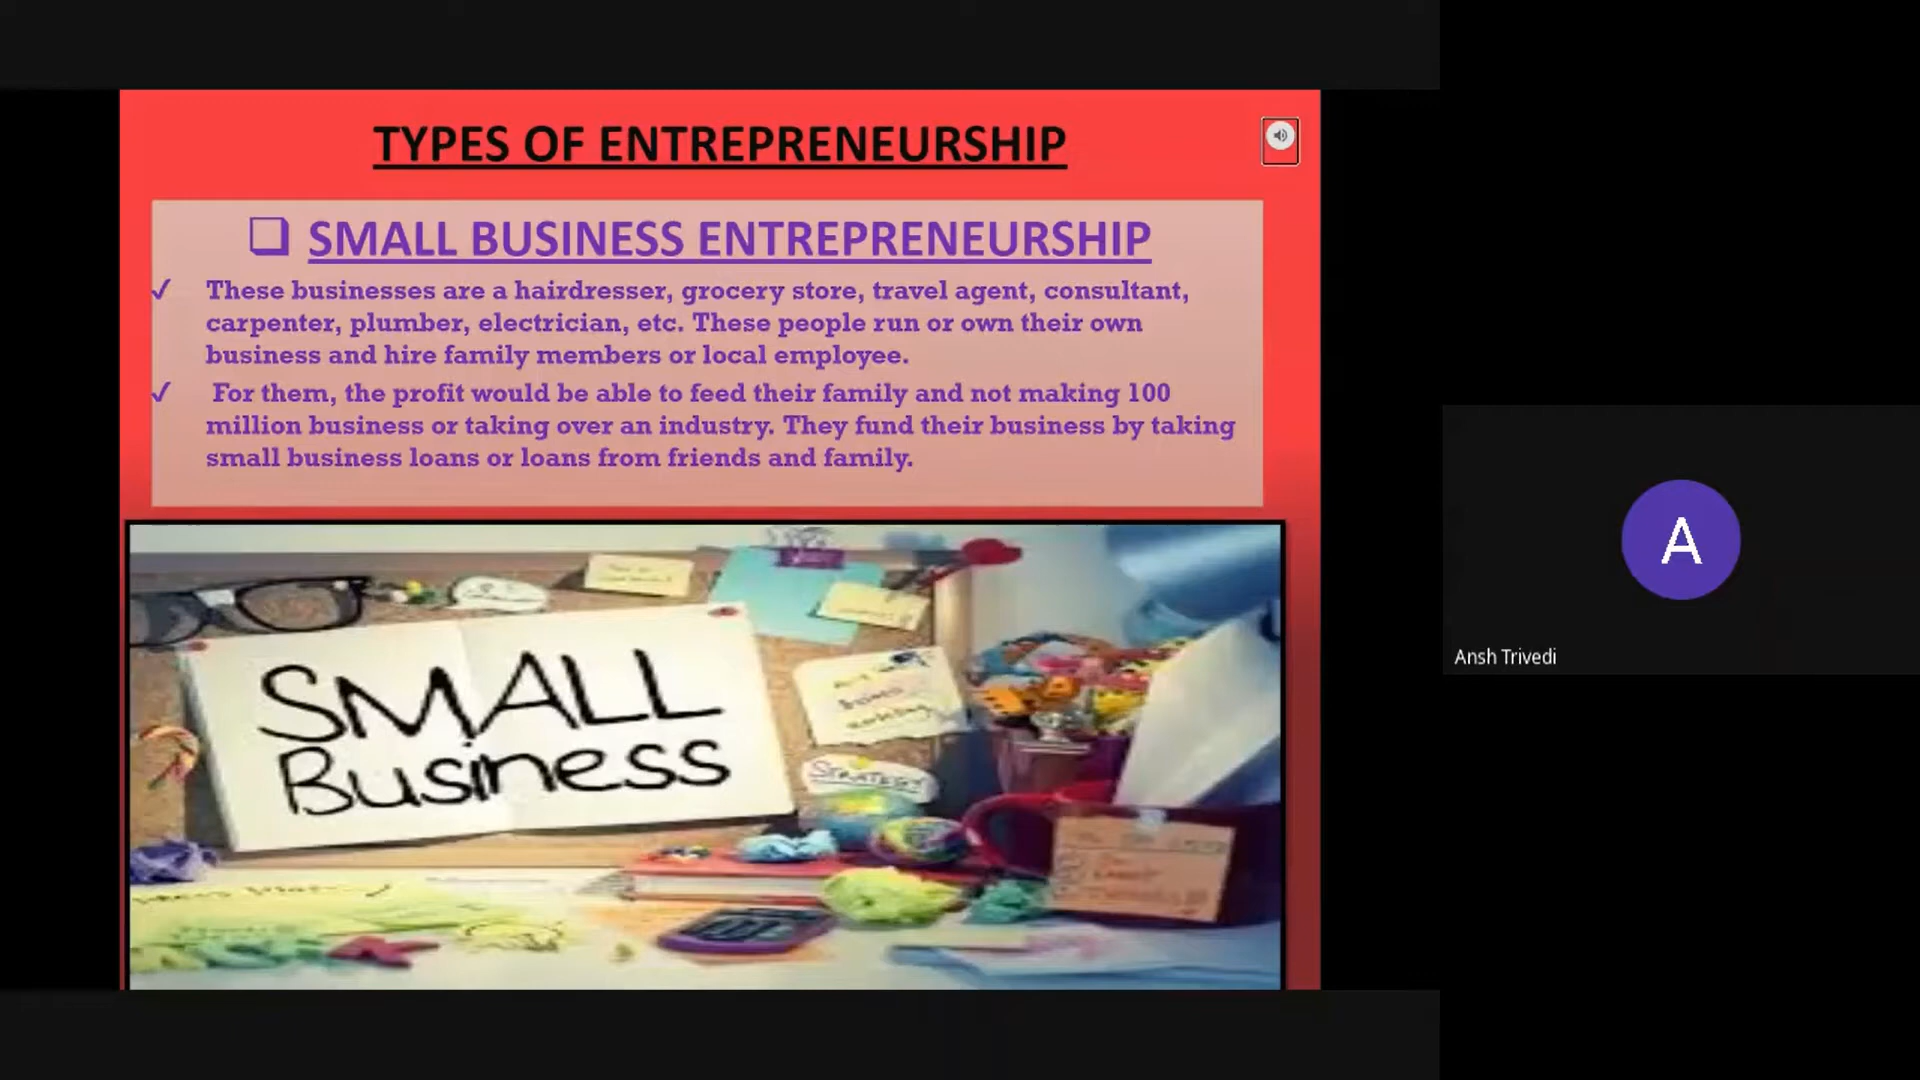 TYPES OF ENTREPRENEURSHIP
SMALL BUSINESS ENTREPRENEURSHIP
✓ These businesses are a hairdresser, grocery store, travel agent, consultant,
carpenter, plumber, electrician, etc. These people run or own their own
business and hire family members or local employee.
✓ For them, the profit would be able to feed their family and not making 100
million business or taking over an industry. They fund their business by taking
small business loans or loans from friends and family.
SMALL
Business
STRATEGY
A
Ansh Trivedi